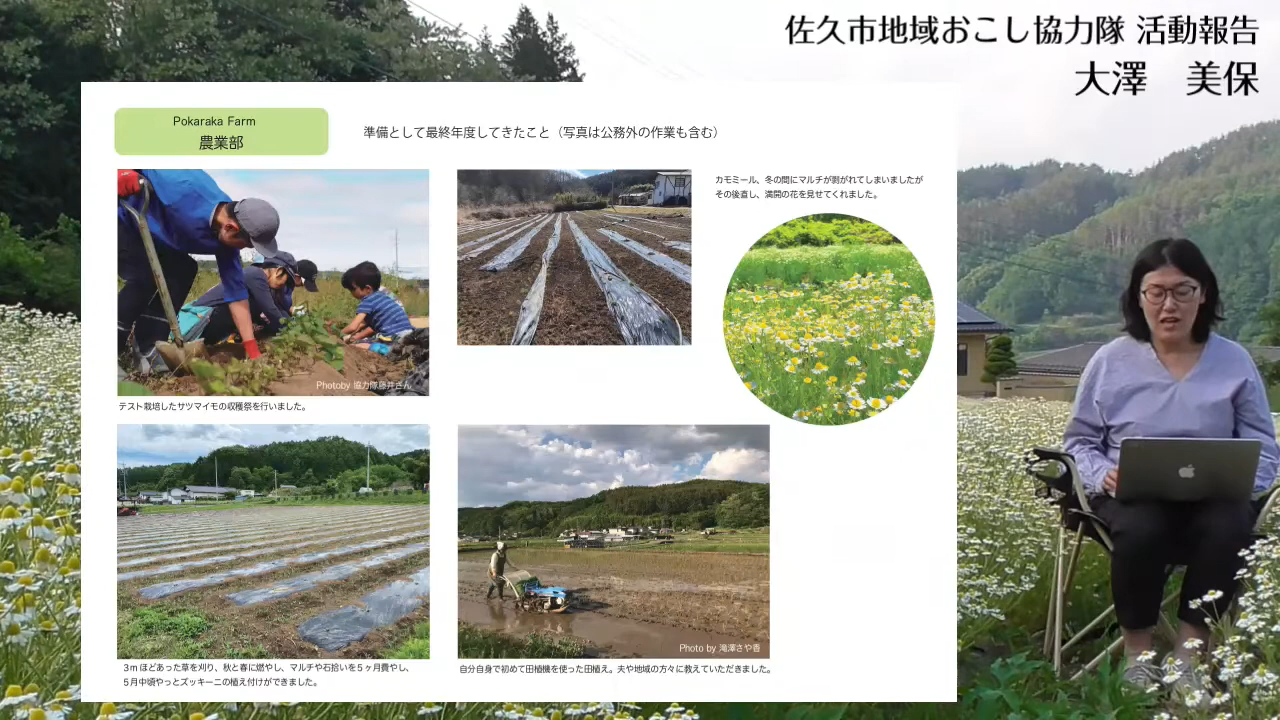 佐久市地域おこし協力隊 活動報告
大澤　美保
Pokaraka Farm
農業部
準備として最終年度してきたこと（写真は公務外の作業も含む）
カモミール、冬の間にマルチが剥がれてしまいましたが
その後直し、満開の花を見せてくれました。
Photoby 協力隊藤井さん
テスト栽培したサツマイモの収穫祭を行いました。
Photo by 滝澤さや香
3ｍほどあった草を刈り、秋と春に燃やし、マルチや石拾いを５ヶ月費やし、
５月中頃やっとズッキーニの植え付けができました。
自分自身で初めて田植機を使った田植え。夫や地域の方々に教えていただきました。